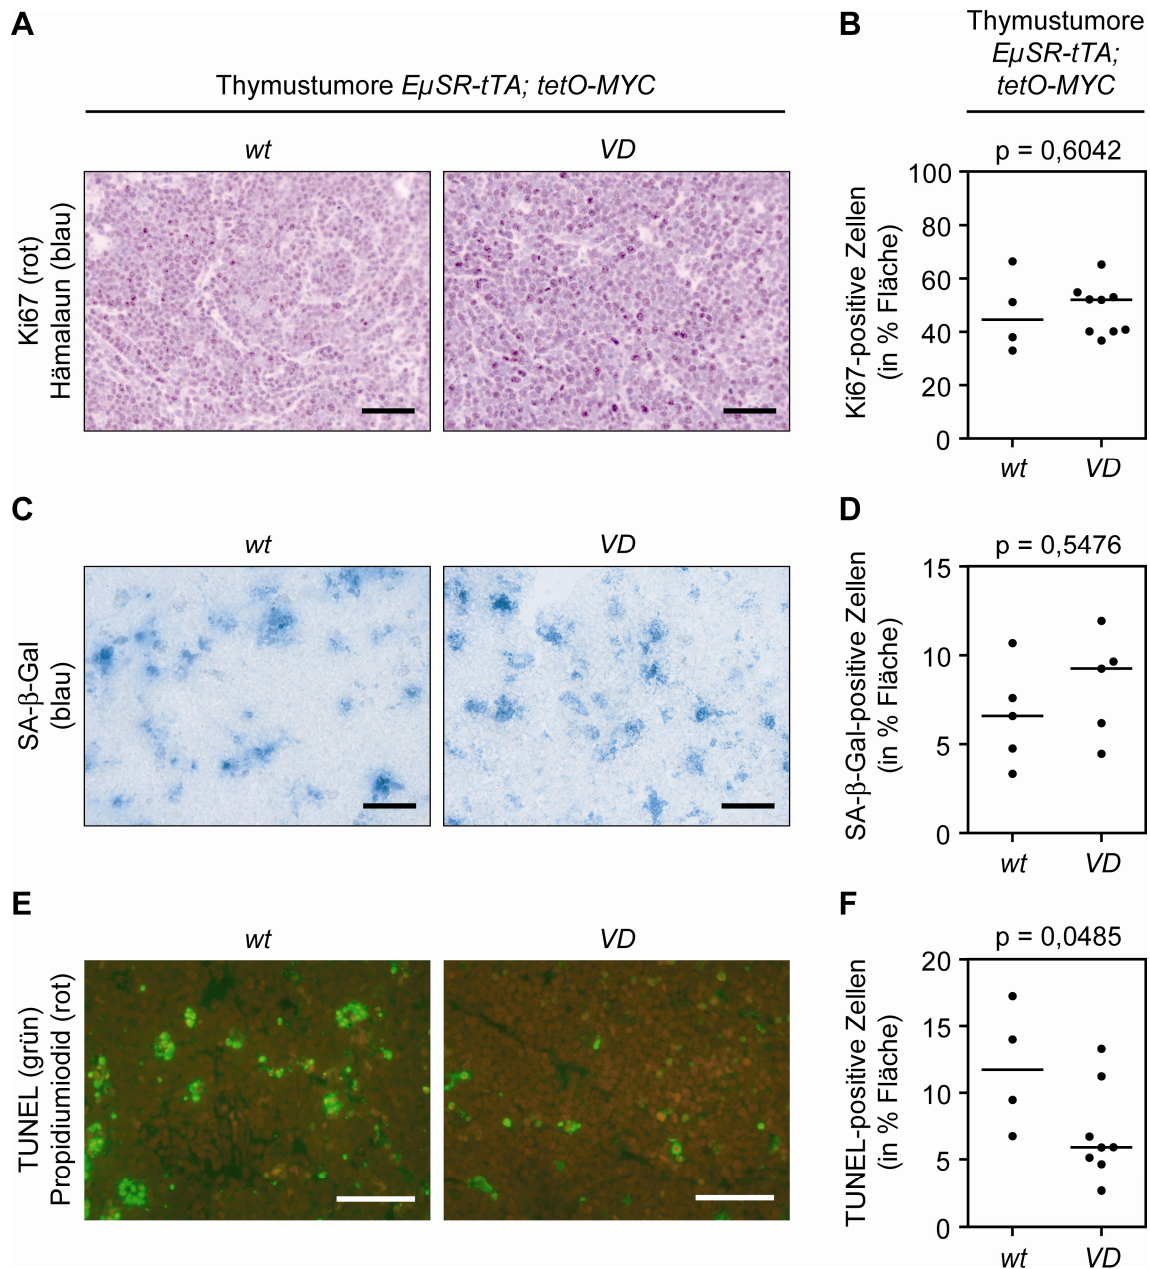 A
Thymustumore EµSR-tTA; tetO-MYC
wt
VD
Ki67 (rot)
Hämalaun (blau)
B
Thymustumore
EµSR-tTA;
tetO-MYC
p = 0,6042
Ki67-positive Zellen
(in % Fläche)
100
80
60
40
20
0
wt
VD
C
wt
VD
SA-β-Gal
(blau)
D
p = 0,5476
SA-β-Gal-positive Zellen
(in % Fläche)
15
10
5
0
wt
VD
E
wt
VD
TUNEL (grün)
Propidiumiodid (rot)
F
p = 0,0485
TUNEL-positive Zellen
(in % Fläche)
20
15
10
5
0
wt
VD